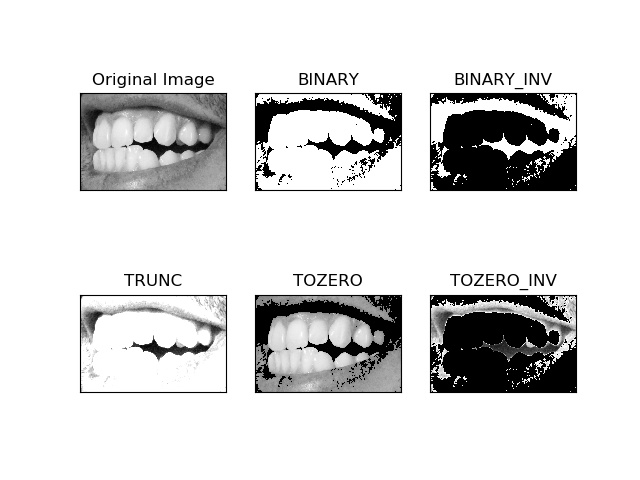 Original Image
BINARY
BINARY_INV
TRUNC
TOZERO
TOZERO_INV